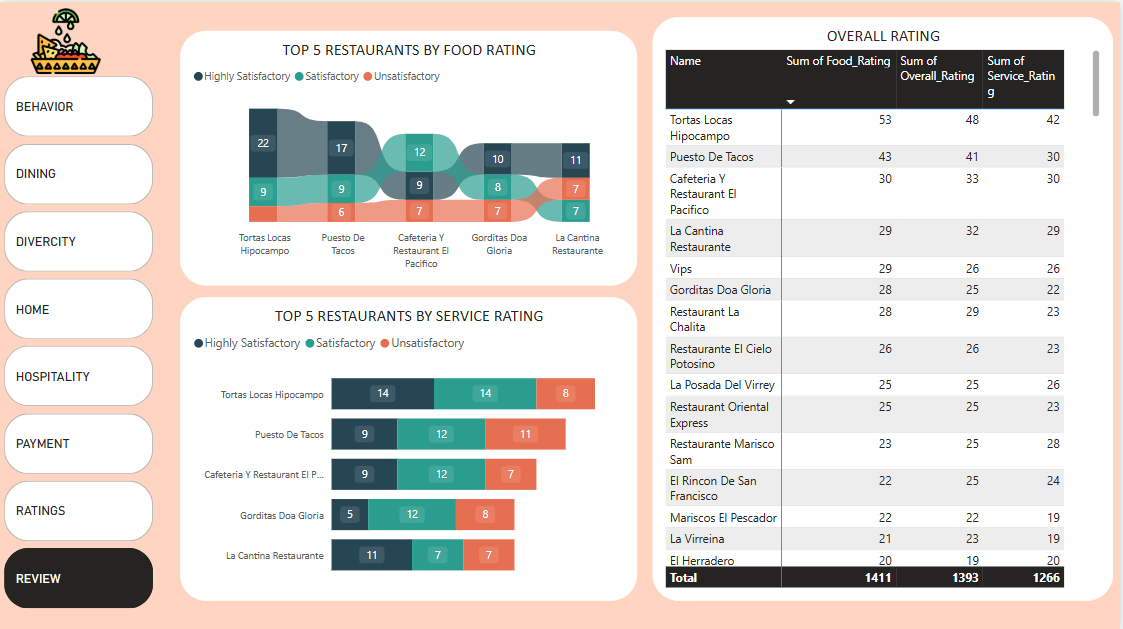 BEHAVIOR
DINING
DIVERCITY
HOME
HOSPITALITY
PAYMENT
RATINGS
REVIEW
TOP 5 RESTAURANTS BY FOOD RATING
Highly Satisfactory Satisfactory Unsatisfactory
22 17 12 10 11
9 9 9 8 7
6 7 7 7
Tortas Locas Puesto De Cafeteria Y Gorditas Doa La Cantina
Hipocampo Tacos Restaurant El Gloria Restaurante
Pacifico
TOP 5 RESTAURANTS BY SERVICE RATING
Highly Satisfactory Satisfactory Unsatisfactory
Tortas Locas Hipocampo 14 14 8
Puesto De Tacos 9 12 11
Cafeteria Y Restaurant El P... 9 12 7
Gorditas Doa Gloria 5 12 8
La Cantina Restaurante 11 7 7
OVERALL RATING
Name Sum of Food_Rating Sum of Sum of
Overall_Rating Service_Ratin
g
Tortas Locas 53 48 42
Hipocampo
Puesto De Tacos 43 41 30
Cafeteria Y 30 33 30
Restaurant El
Pacifico
La Cantina 29 32 29
Restaurante
Vips 29 26 26
Gorditas Doa Gloria 28 25 22
Restaurant La 28 29 23
Chalita
Restaurante El Cielo 26 26 23
Potosino
La Posada Del Virrey 25 25 26
Restaurant Oriental 25 25 23
Express
Restaurante Marisco 23 25 28
Sam
El Rincon De San 22 25 24
Francisco
Mariscos El Pescador 22 22 19
La Virreina 21 23 19
El Herradero 20 19 20
Total 1411 1393 1266